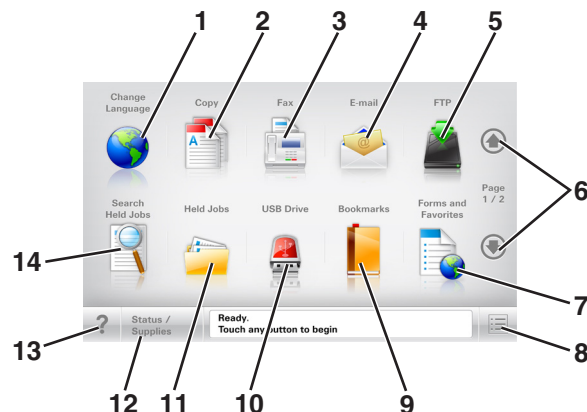 1 2 3 4 5
Change
Language
Copy
Fax
E-mail
FTP
A
@
6
Page
1 / 2
Search
Held Jobs
Held Jobs
USB Drive
Bookmarks
Forms and
Favorites
14
7
?
Status /
Supplies
Ready.
Touch any button to begin
13
8
12 11 10 9